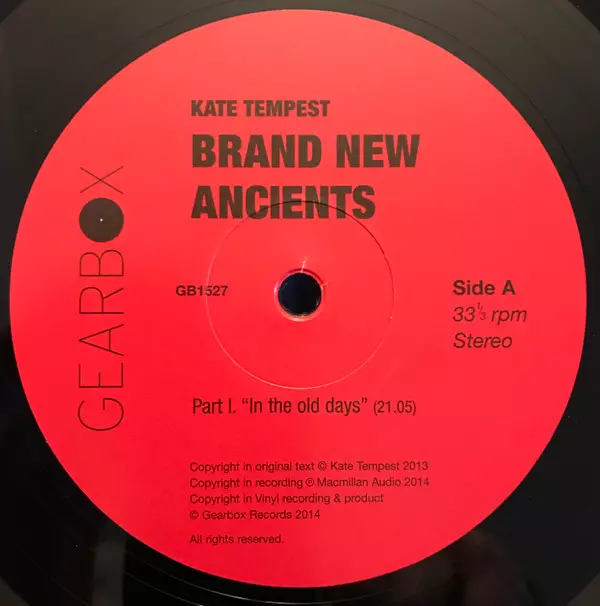 KATE TEMPEST
BRAND NEW
ANCIENTS
GEARBOX
GB1527
Side A
33⅓ rpm
Stereo
Part I. “In the old days” (21.05)
Copyright in original text © Kate Tempest 2013
Copyright in recording ℗ Macmillan Audio 2014
Copyright in Vinyl recording & product
© Gearbox Records 2014
All rights reserved.